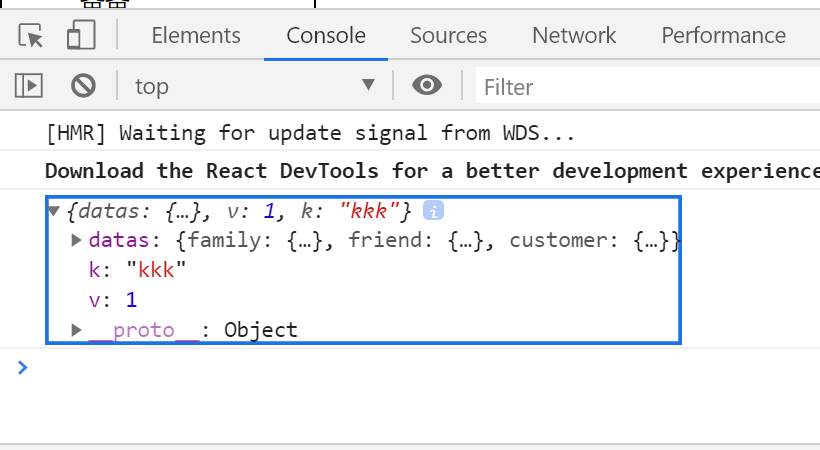 Elements Console Sources Network Performance
top Filter
[HMR] Waiting for update signal from WDS...
Download the React DevTools for a better development experience
{datas: {…}, v: 1, k: "kkk"} i
datas: {family: {…}, friend: {…}, customer: {…}}
k: "kkk"
v: 1
__proto__: Object